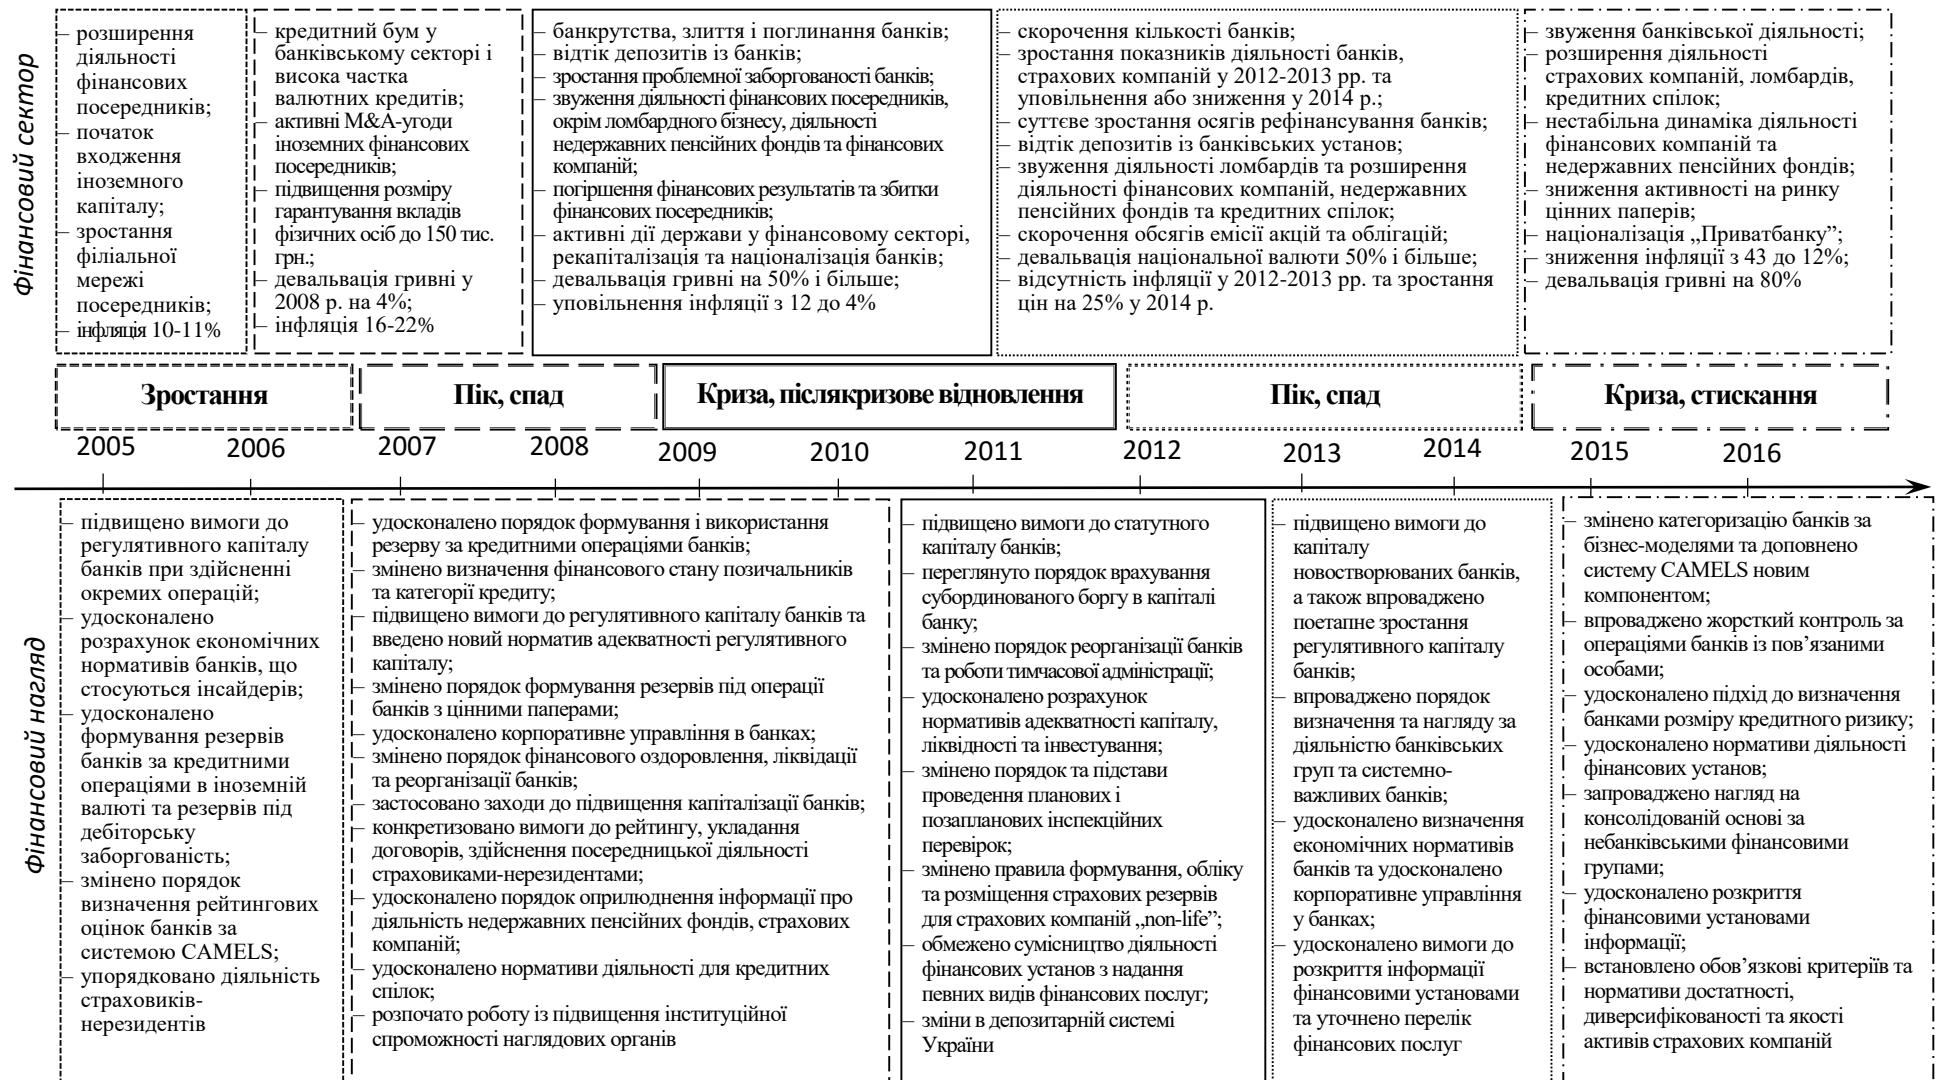 Фінансовий сектор
– розширення
діяльності
фінансових
посередників;
– початок
входження
іноземного
капіталу;
– зростання
філіальної
мережі
посередників;
– інфляція 10-11%
– кредитний бум у
банківському секторі і
висока частка
валютних кредитів;
– активні M&A-угоди
іноземних фінансових
посередників;
– підвищення розміру
гарантування вкладів
фізичних осіб до 150 тис.
грн.;
– девальвація гривні у
2008 р. на 4%;
– інфляція 16-22%
– банкрутства, злиття і поглинання банків;
– відтік депозитів із банків;
– зростання проблемної заборгованості банків;
– звуження діяльності фінансових посередників,
окрім ломбардного бізнесу, діяльності
недержавних пенсійних фондів та фінансових
компаній;
– погіршення фінансових результатів та збитки
фінансових посередників;
– активні дії держави у фінансовому секторі,
рекапіталізація та націоналізація банків;
– девальвація гривні на 50% і більше;
– уповільнення інфляції з 12 до 4%
– скорочення кількості банків;
– зростання показників діяльності банків,
страхових компаній у 2012-2013 рр. та
уповільнення або зниження у 2014 р.;
– суттєве зростання осягів рефінансування банків;
– відтік депозитів із банківських установ;
– звуження діяльності ломбардів та розширення
діяльності фінансових компаній, недержавних
пенсійних фондів та кредитних спілок;
– скорочення обсягів емісії акцій та облігацій;
– девальвація національної валюти 50% і більше;
– відсутність інфляції у 2012-2013 рр. та зростання
цін на 25% у 2014 р.
– звуження банківської діяльності;
– розширення діяльності
страхових компаній, ломбардів,
кредитних спілок;
– нестабільна динаміка діяльності
фінансових компаній та
недержавних пенсійних фондів;
– зниження активності на ринку
цінних паперів;
– націоналізація „Приватбанку”;
– зниження інфляції з 43 до 12%;
– девальвація гривні на 80%
Зростання
Пік, спад
Криза, післякризове відновлення
Пік, спад
Криза, стискання
2005 2006 2007 2008 2009 2010 2011 2012 2013 2014 2015 2016
Фінансовий нагляд
– підвищено вимоги до
регулятивного капіталу
банків при здійсненні
окремих операцій;
– удосконалено
розрахунок економічних
нормативів банків, що
стосуються інсайдерів;
– удосконалено
формування резервів
банків за кредитними
операціями в іноземній
валюті та резервів під
дебіторську
заборгованість;
– змінено порядок
визначення рейтингових
оцінок банків за
системою CAMELS;
– упорядковано діяльність
страховиків-
нерезидентів
– удосконалено порядок формування і використання
резерву за кредитними операціями банків;
– змінено визначення фінансового стану позичальників
та категорії кредиту;
– підвищено вимоги до регулятивного капіталу банків та
введено новий норматив адекватності регулятивного
капіталу;
– змінено порядок формування резервів під операції
банків з цінними паперами;
– удосконалено корпоративне управління в банках;
– змінено порядок фінансового оздоровлення, ліквідації
та реорганізації банків;
– застосовано заходи до підвищення капіталізації банків;
– конкретизовано вимоги до рейтингу, укладання
договорів, здійснення посередницької діяльності
страховиками-нерезидентами;
– удосконалено порядок оприлюднення інформації про
діяльність недержавних пенсійних фондів, страхових
компаній;
– удосконалено нормативи діяльності для кредитних
спілок;
– розпочато роботу із підвищення інституційної
спроможності наглядових органів
– підвищено вимоги до статутного
капіталу банків;
– переглянуто порядок врахування
субординованого боргу в капіталі
банку;
– змінено порядок реорганізації банків
та роботи тимчасової адміністрації;
– удосконалено розрахунок
нормативів адекватності капіталу,
ліквідності та інвестування;
– змінено порядок та підстави
проведення планових і
позапланових інспекційних
перевірок;
– змінено правила формування, обліку
та розміщення страхових резервів
для страхових компаній „non-life”;
– обмежено сумісництво діяльності
фінансових установ з надання
певних видів фінансових послуг;
– зміни в депозитарній системі
України
– підвищено вимоги до
капіталу
новостворюваних банків,
а також впроваджено
поетапне зростання
регулятивного капіталу
банків;
– впроваджено порядок
визначення та нагляду за
діяльністю банківських
груп та системно-
важливих банків;
– удосконалено визначення
економічних нормативів
банків та удосконалено
корпоративне управління
у банках;
– удосконалено вимоги до
розкриття інформації
фінансовими установами
та уточнено перелік
фінансових послуг
– змінено категоризацію банків за
бізнес-моделями та доповнено
систему CAMELS новим
компонентом;
– впроваджено жорсткий контроль за
операціями банків із пов’язаними
особами;
– удосконалено підхід до визначення
банками розміру кредитного ризику;
– удосконалено нормативи діяльності
фінансових установ;
– запроваджено нагляд на
консолідованій основі за
небанківськими фінансовими
групами;
– удосконалено розкриття
фінансовими установами
інформації;
– встановлено обов’язкові критеріїв та
нормативи достатності,
диверсифікованості та якості
активів страхових компаній